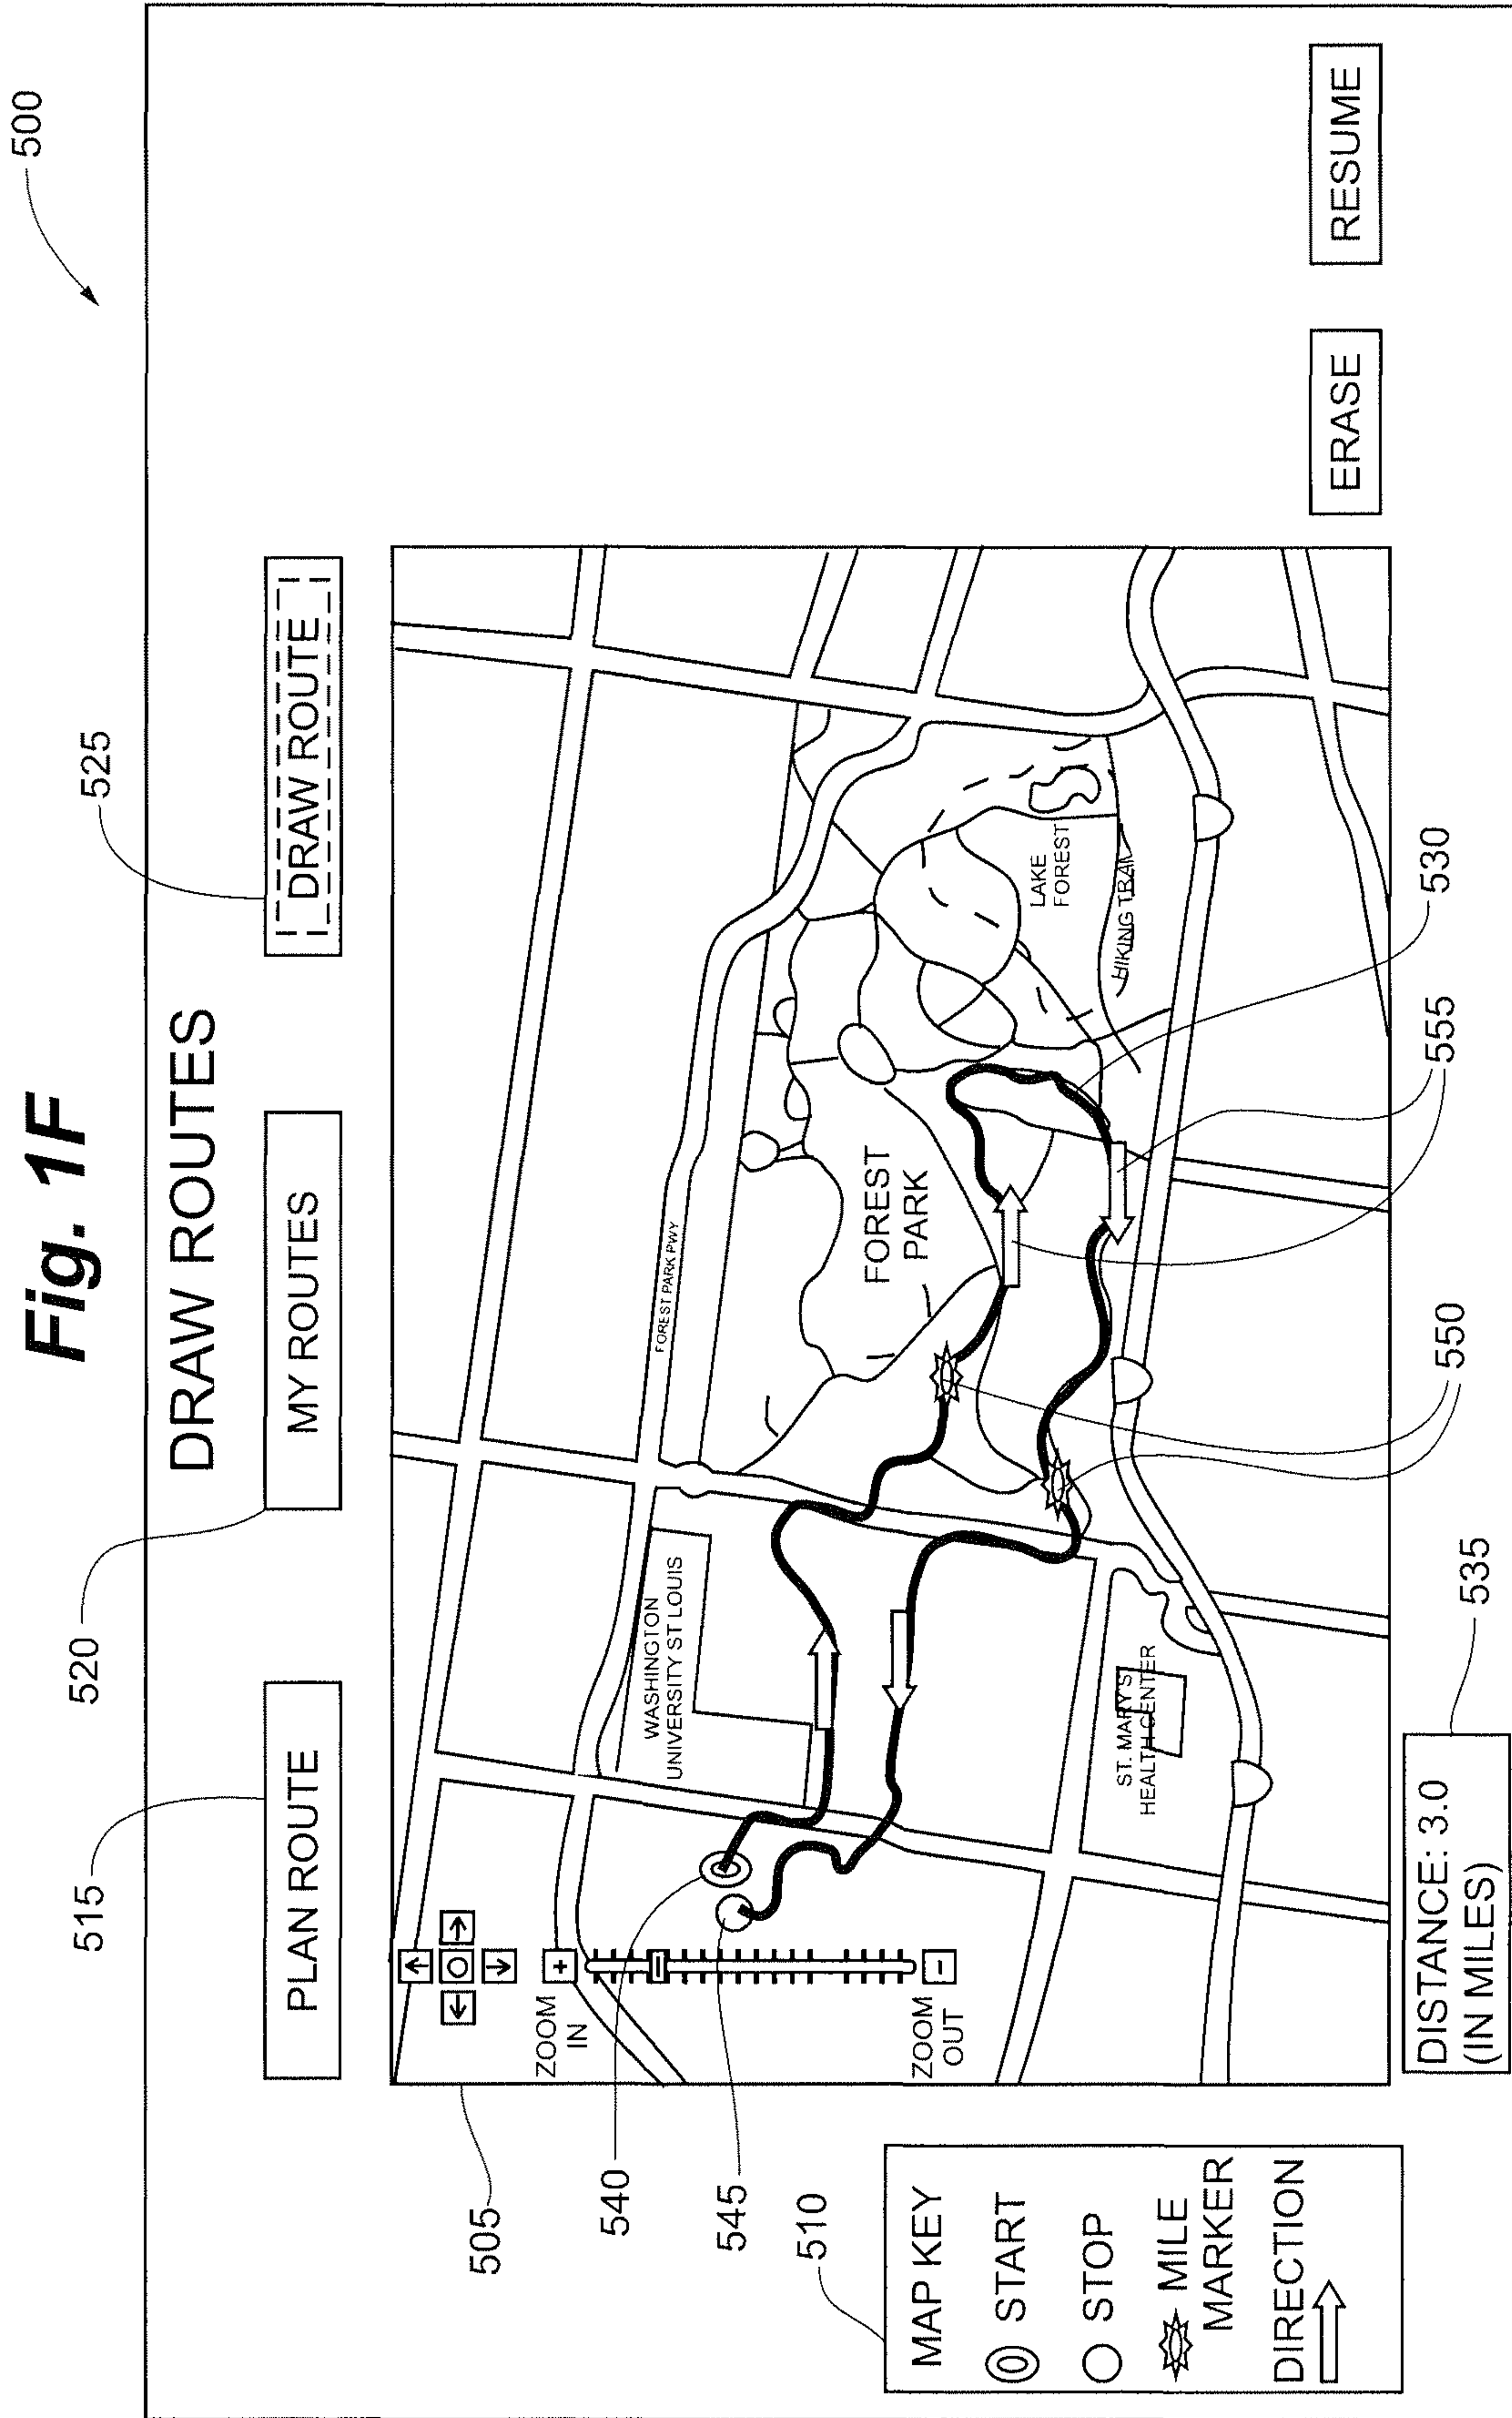 Fig. 1F
500
DRAW ROUTES
515
520
525
PLAN ROUTE
MY ROUTES
DRAW ROUTE
505
540
545
510
ZOOM
IN
ZOOM
OUT
+
-
WASHINGTON
UNIVERSITY ST LOUIS
FOREST PARK PWY
FOREST
PARK
LAKE
FOREST
HIKING TRAIL
ST. MARY'S
HEALTH CENTER
MAP KEY
START
STOP
MILE
MARKER
DIRECTION
DISTANCE: 3.0
(IN MILES)
535
550
555
530
ERASE
RESUME